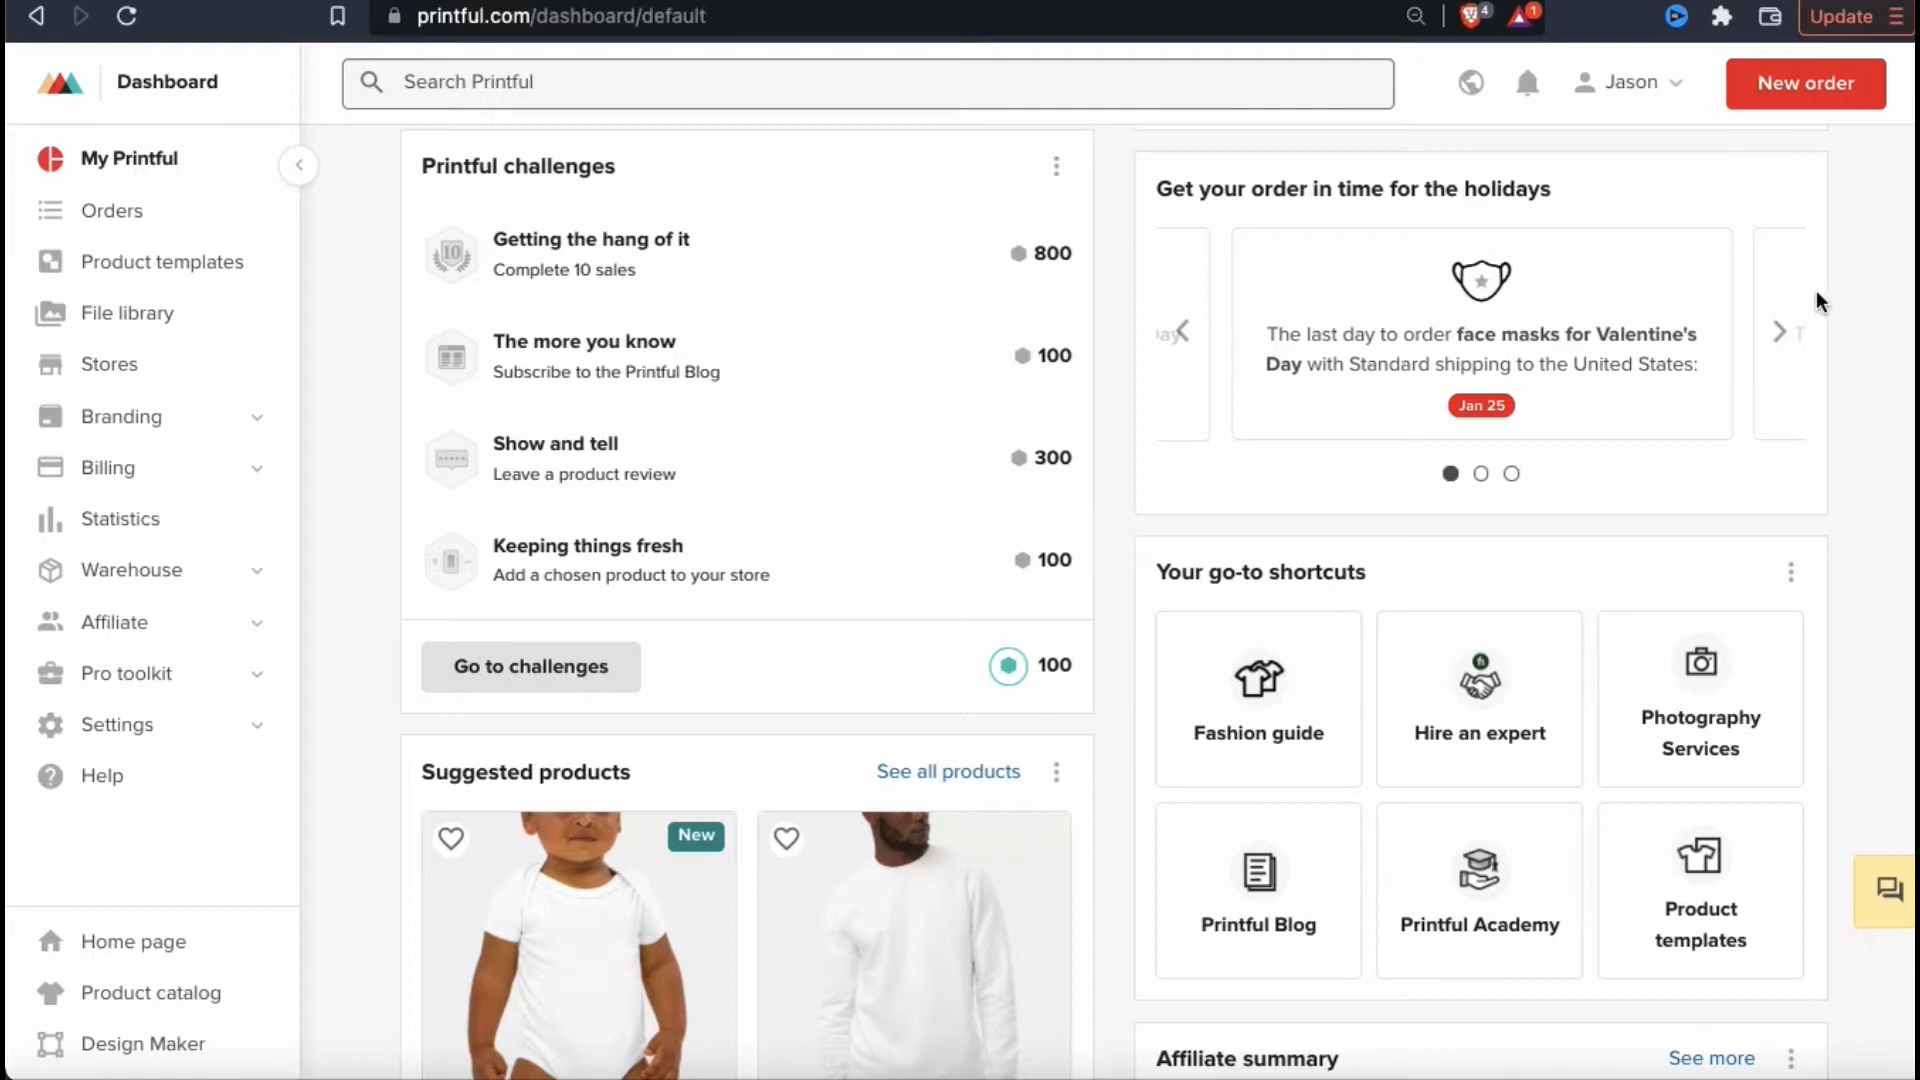 printful.com/dashboard/default
4
1
Update
Dashboard
Search Printful
Jason
New order
My Printful
Orders
Product templates
File library
Stores
Branding
Billing
Statistics
Warehouse
Affiliate
Pro toolkit
Settings
Help
Home page
Product catalog
Design Maker
Printful challenges
10
Getting the hang of it
Complete 10 sales
800
The more you know
Subscribe to the Printful Blog
100
Show and tell
Leave a product review
300
Keeping things fresh
Add a chosen product to your store
100
Go to challenges
100
Suggested products
See all products
New
Get your order in time for the holidays
The last day to order face masks for Valentine's
Day with Standard shipping to the United States:
Jan 25
T
Your go-to shortcuts
Fashion guide
Hire an expert
Photography
Services
Printful Blog
Printful Academy
Product
templates
Affiliate summary
See more